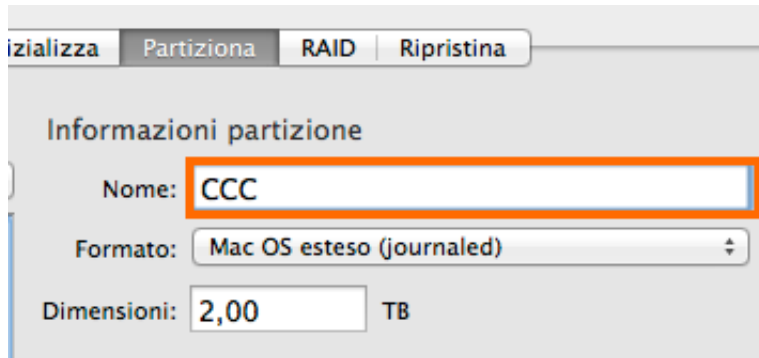 izializza Partiziona RAID Ripristina
Informazioni partizione
Nome: CCC
Formato: Mac OS esteso (journaled)
Dimensioni: 2,00 TB